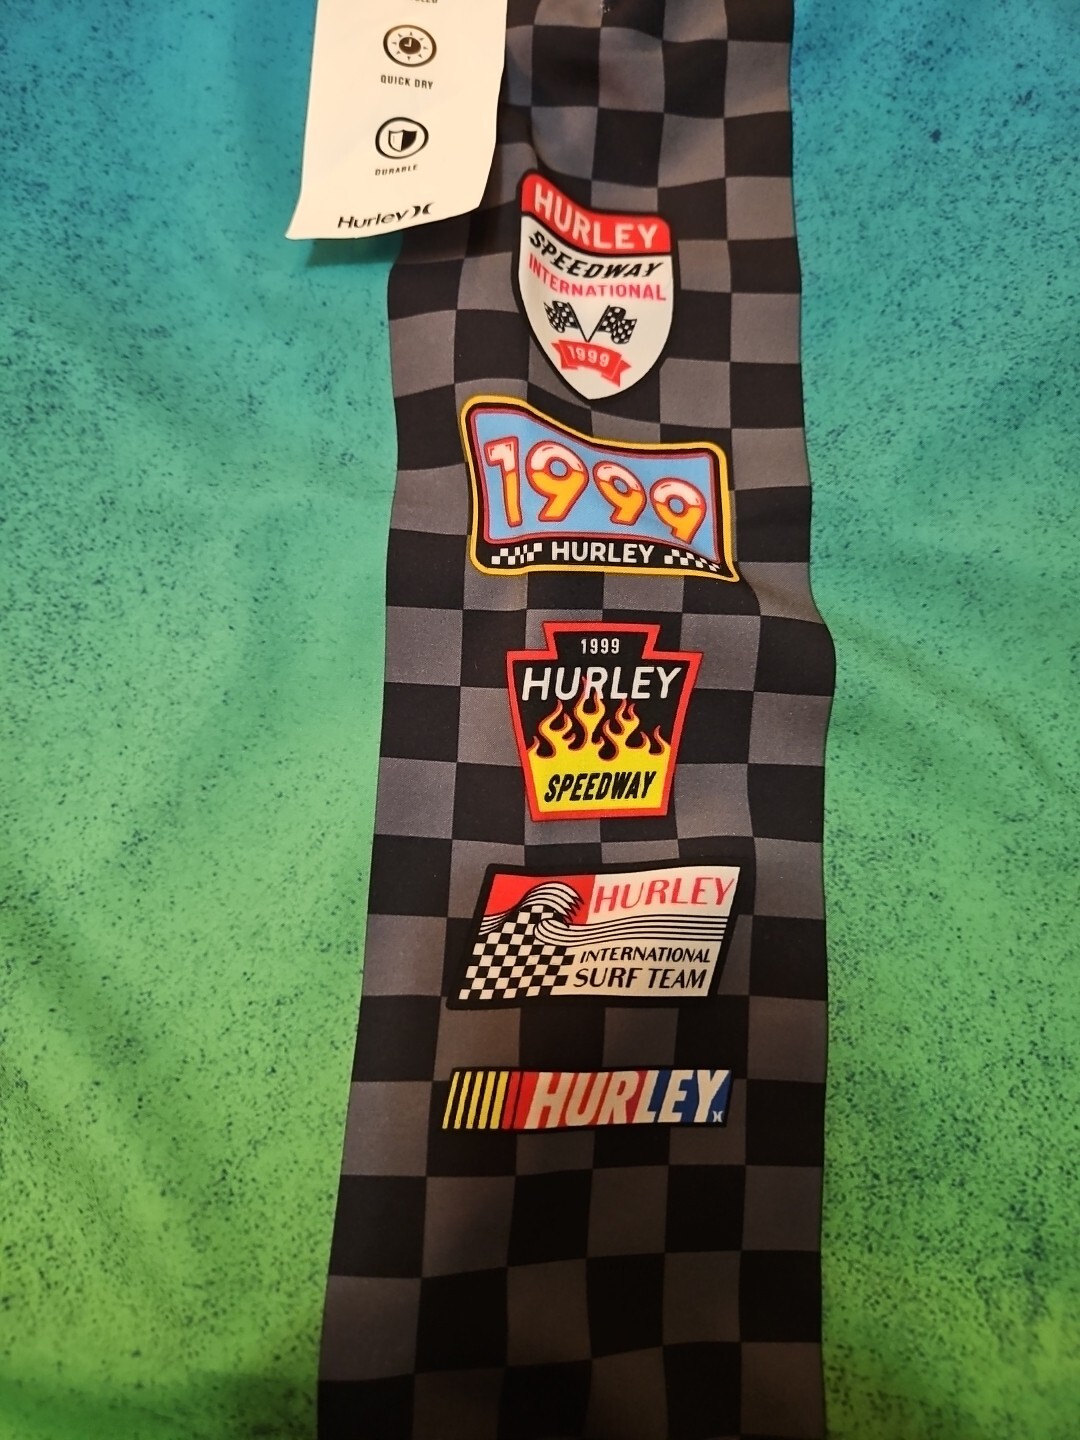 QUICK DRY
DURABLE
Hurley
HURLEY
SPEEDWAY
INTERNATIONAL
1999
1999
HURLEY
1999
HURLEY
SPEEDWAY
HURLEY
INTERNATIONAL
SURF TEAM
HURLEY